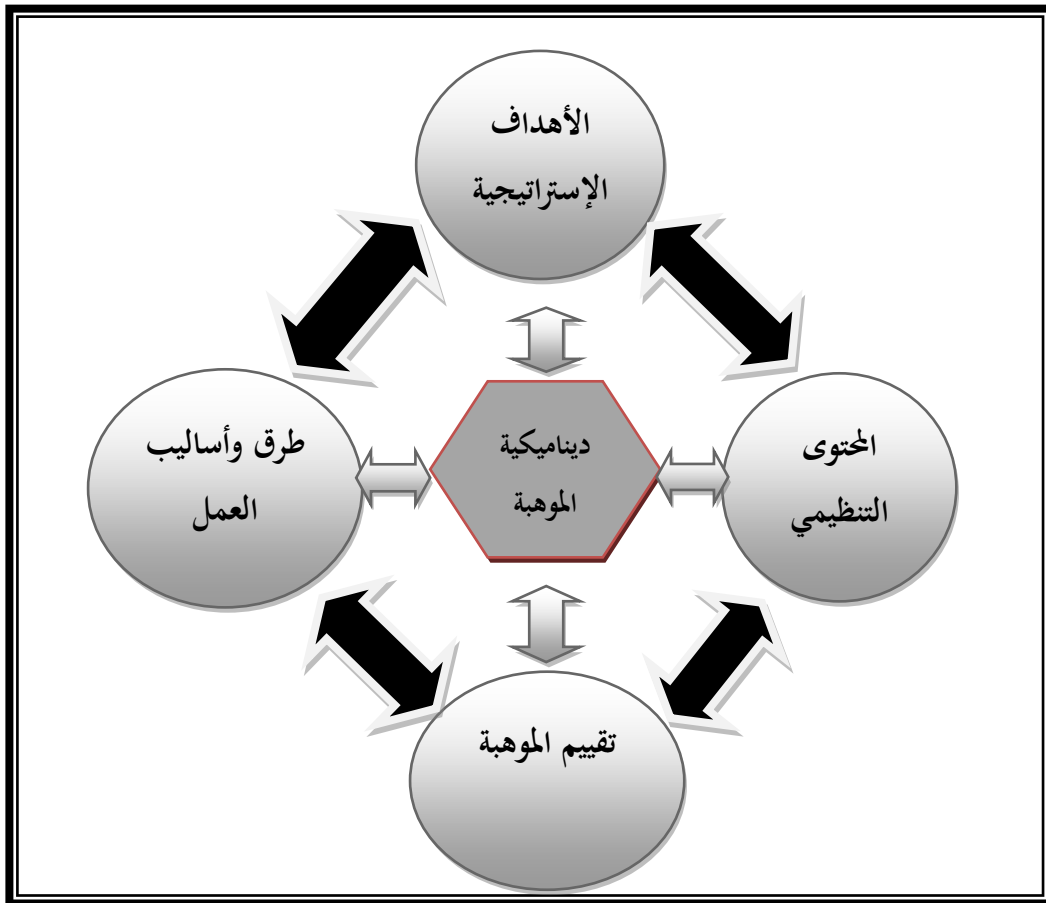 الأهداف
الإستراتيجية
المحتوى
التنظيمي
ديناميكية
الموهبة
طرق وأساليب
العمل
تقييم الموهبة